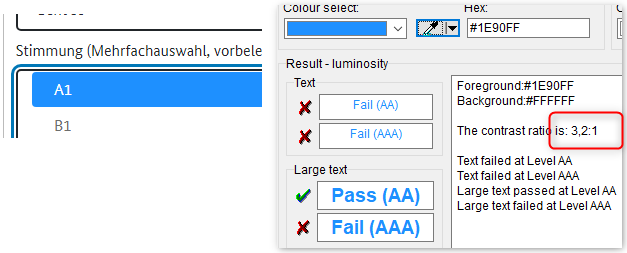 Stimmung (Mehrfachauswahl, vorbele
A1
B1
Colour select:
Hex:
#1E90FF
Result - luminosity
Text
Fail (AA)
Fail (AAA)
Large text
Pass (AA)
Fail (AAA)
Foreground:#1E90FF
Background:#FFFFFF
The contrast ratio is: 3,2:1
Text failed at Level AA
Text failed at Level AAA
Large text passed at Level AA
Large text failed at Level AAA